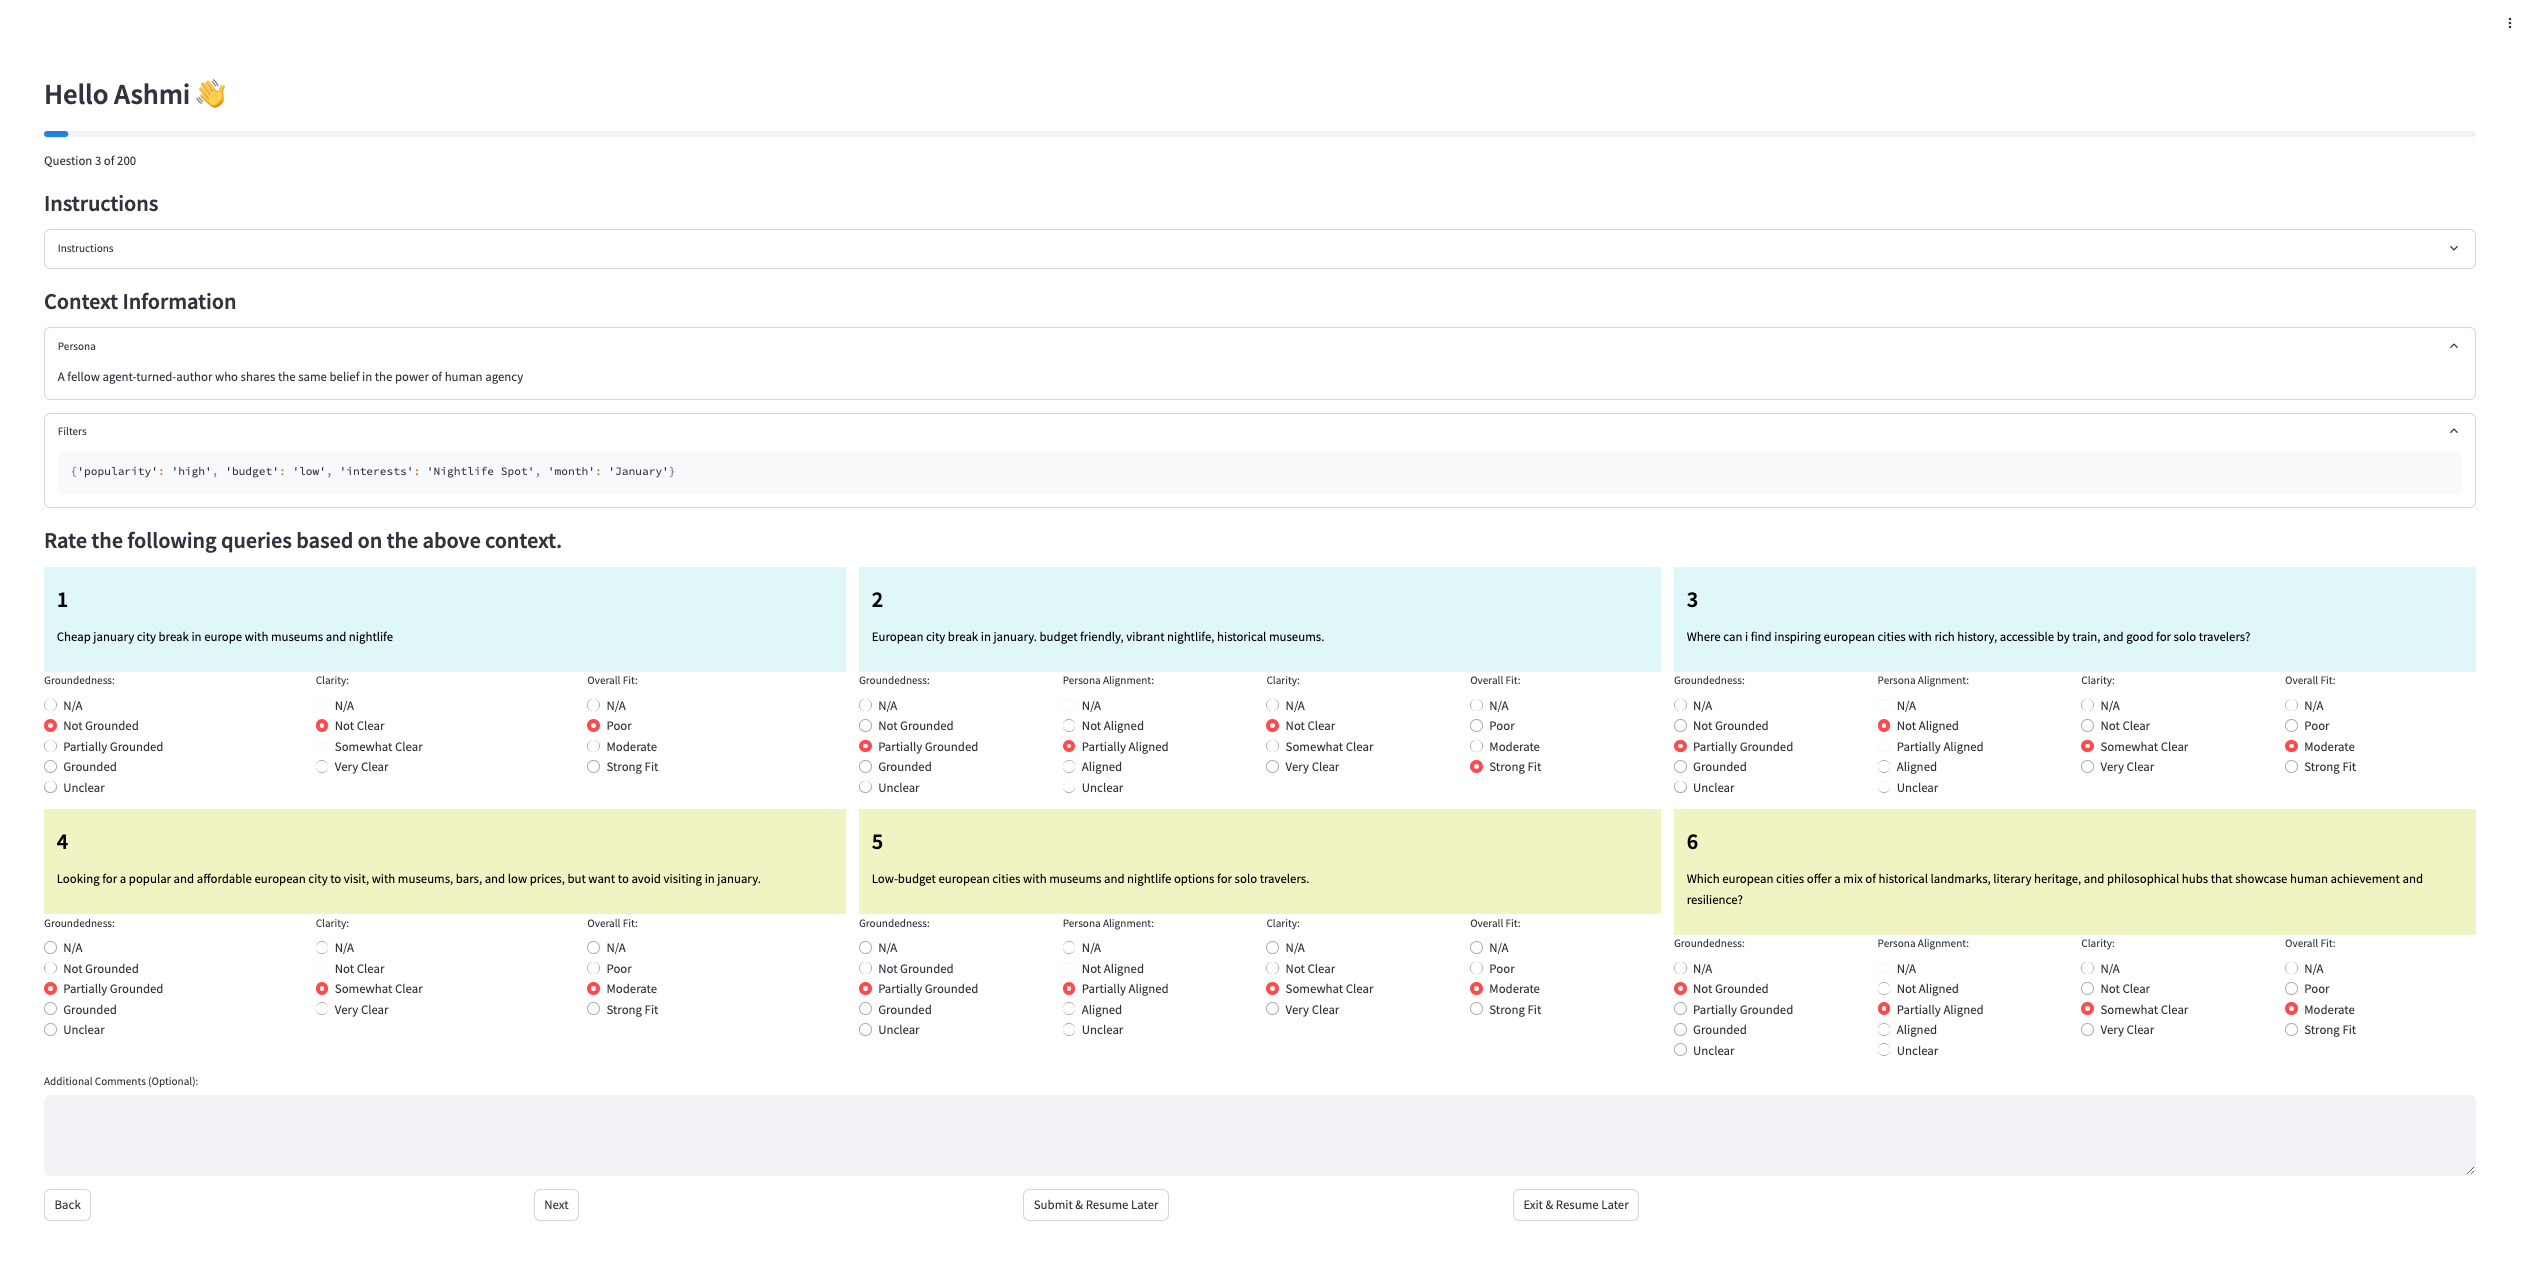 Hello Ashmi 👋
Question 3 of 200
Instructions
Instructions
Context Information
Persona
A fellow agent-turned-author who shares the same belief in the power of human agency
Filters
{'popularity': 'high', 'budget': 'low', 'interests': 'Nightlife Spot', 'month': 'January'}
Rate the following queries based on the above context.
1
Cheap january city break in europe with museums and nightlife
Groundedness:
N/A
Not Grounded
Partially Grounded
Grounded
Unclear
Clarity:
N/A
Not Clear
Somewhat Clear
Very Clear
Overall Fit:
N/A
Poor
Moderate
Strong Fit
2
European city break in january. budget friendly, vibrant nightlife, historical museums.
Groundedness:
N/A
Not Grounded
Partially Grounded
Grounded
Unclear
Persona Alignment:
N/A
Not Aligned
Partially Aligned
Aligned
Unclear
Clarity:
N/A
Not Clear
Somewhat Clear
Very Clear
Overall Fit:
N/A
Poor
Moderate
Strong Fit
3
Where can i find inspiring european cities with rich history, accessible by train, and good for solo travelers?
Groundedness:
N/A
Not Grounded
Partially Grounded
Grounded
Unclear
Persona Alignment:
N/A
Not Aligned
Partially Aligned
Aligned
Unclear
Clarity:
N/A
Not Clear
Somewhat Clear
Very Clear
Overall Fit:
N/A
Poor
Moderate
Strong Fit
4
Looking for a popular and affordable european city to visit, with museums, bars, and low prices, but want to avoid visiting in january.
Groundedness:
N/A
Not Grounded
Partially Grounded
Grounded
Unclear
Clarity:
N/A
Not Clear
Somewhat Clear
Very Clear
Overall Fit:
N/A
Poor
Moderate
Strong Fit
5
Low-budget european cities with museums and nightlife options for solo travelers.
Groundedness:
N/A
Not Grounded
Partially Grounded
Grounded
Unclear
Persona Alignment:
N/A
Not Aligned
Partially Aligned
Aligned
Unclear
Clarity:
N/A
Not Clear
Somewhat Clear
Very Clear
Overall Fit:
N/A
Poor
Moderate
Strong Fit
6
Which european cities offer a mix of historical landmarks, literary heritage, and philosophical hubs that showcase human achievement and
resilience?
Groundedness:
N/A
Not Grounded
Partially Grounded
Grounded
Unclear
Persona Alignment:
N/A
Not Aligned
Partially Aligned
Aligned
Unclear
Clarity:
N/A
Not Clear
Somewhat Clear
Very Clear
Overall Fit:
N/A
Poor
Moderate
Strong Fit
Additional Comments (Optional):
Back
Next
Submit & Resume Later
Exit & Resume Later